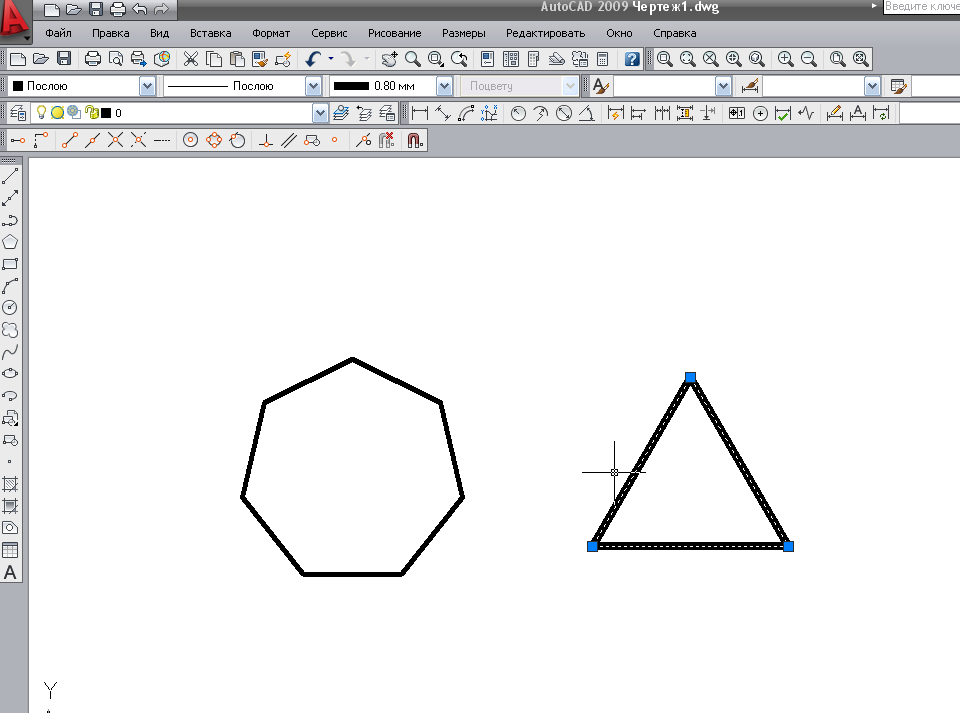 AutoCAD 2009 Чертеж1.dwg
Введите ключе
Файл Правка Вид Вставка Формат Сервис Рисование Размеры Редактировать Окно Справка
Послою Послою 0.80 мм Поцвету
0
A
Y